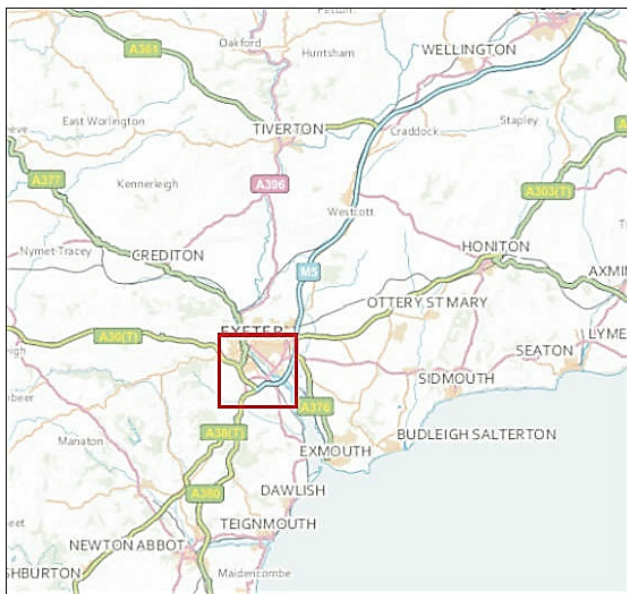 Oakford
A361
Huntsham
WELLINGTON
East Worlington
TIVERTON
Craddock
Stapley
A377
Kennerleigh
A396
A303(T)
Westcott
Nymet-Tracey
CREDITON
HONITON
M5
AXMIN
OTTERY ST MARY
A30(T)
EXETER
LYME
SEATON
SIDMOUTH
A376
A38(T)
Manaton
BUDLEIGH SALTERTON
EXMOUTH
DAWLISH
A380
TEIGNMOUTH
NEWTON ABBOT
SHBURTON
Maidencombe